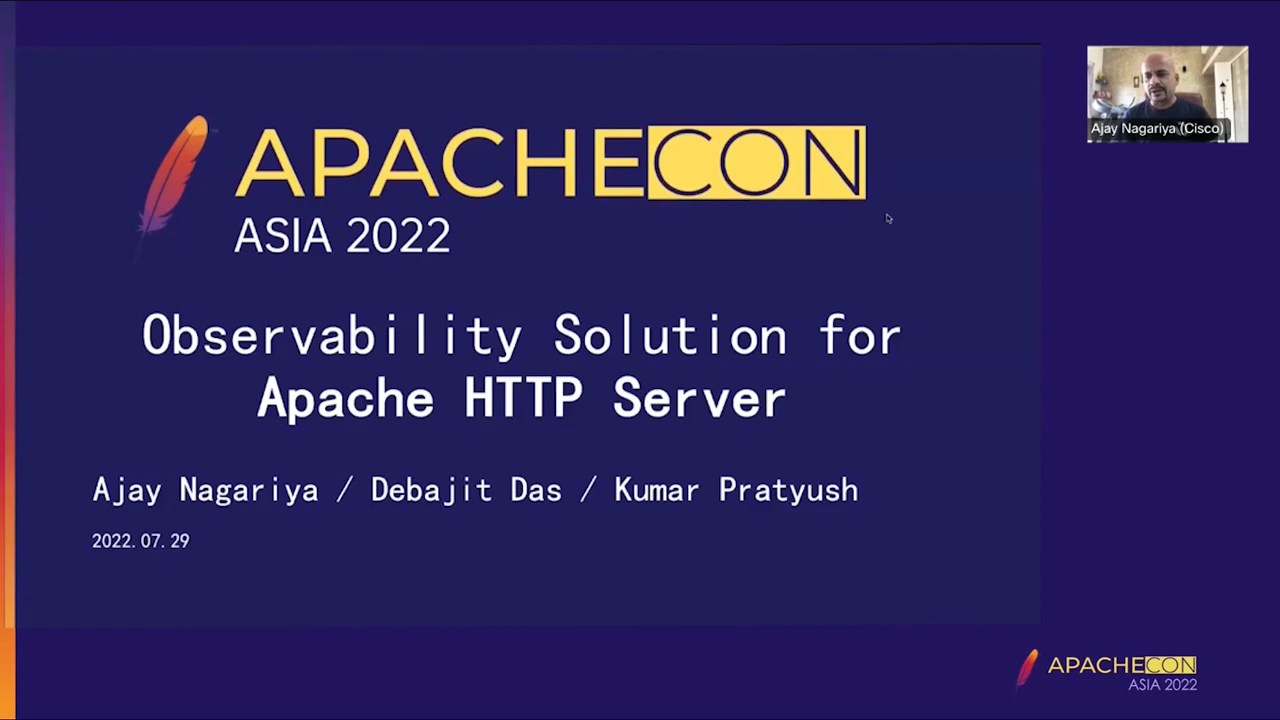 APACHECON
ASIA 2022
Observability Solution for
Apache HTTP Server
Ajay Nagariya / Debajit Das / Kumar Pratyush
2022.07.29
Ajay Nagariya (Cisco)
APACHECON
ASIA 2022